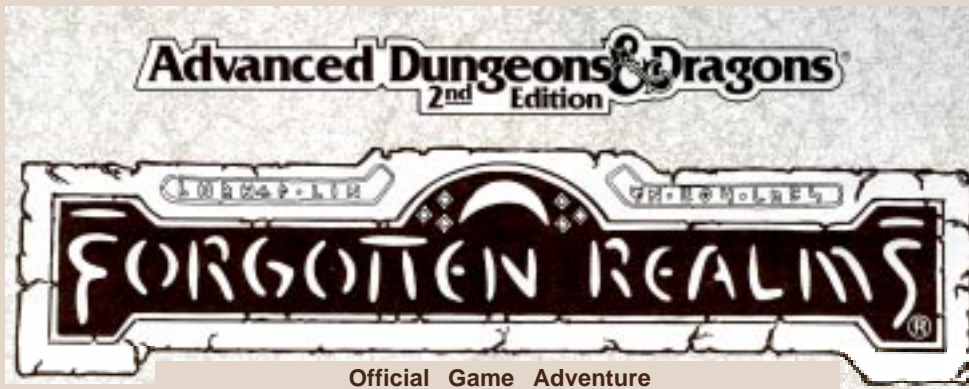 Advanced Dungeons & Dragons®
2nd Edition
FORGOTTEN REALMS®
Official Game Adventure